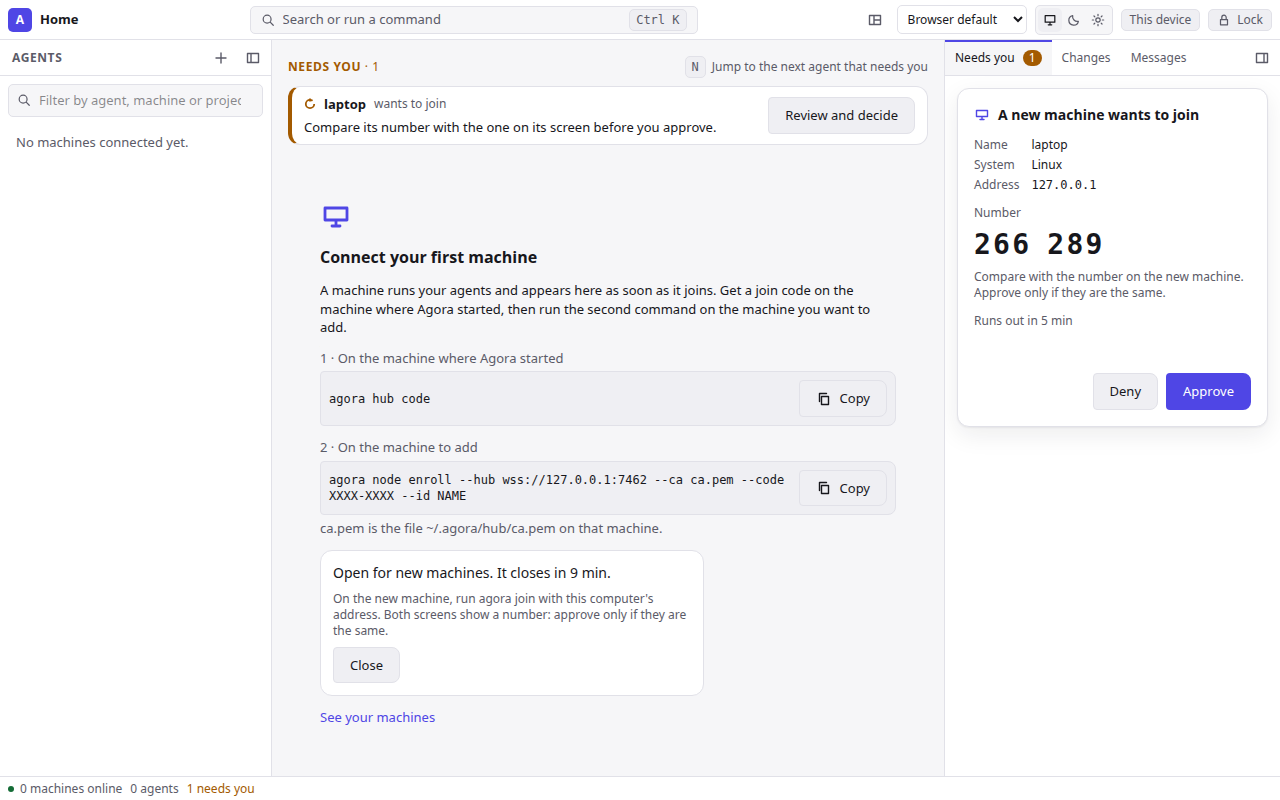 A Home
Search or run a command Ctrl K
Browser default
This device
Lock
AGENTS
Filter by agent, machine or projec
No machines connected yet.
NEEDS YOU · 1
N Jump to the next agent that needs you
laptop wants to join
Compare its number with the one on its screen before you approve.
Review and decide
Connect your first machine
A machine runs your agents and appears here as soon as it joins. Get a join code on the
machine where Agora started, then run the second command on the machine you want to
add.
1 · On the machine where Agora started
agora hub code
Copy
2 · On the machine to add
agora node enroll --hub wss://127.0.0.1:7462 --ca ca.pem --code
XXXX-XXXX --id NAME
Copy
ca.pem is the file ~/.agora/hub/ca.pem on that machine.
Open for new machines. It closes in 9 min.
On the new machine, run agora join with this computer's
address. Both screens show a number: approve only if they are
the same.
Close
See your machines
Needs you 1
Changes
Messages
A new machine wants to join
Name laptop
System Linux
Address 127.0.0.1
Number
266 289
Compare with the number on the new machine.
Approve only if they are the same.
Runs out in 5 min
Deny
Approve
0 machines online 0 agents 1 needs you